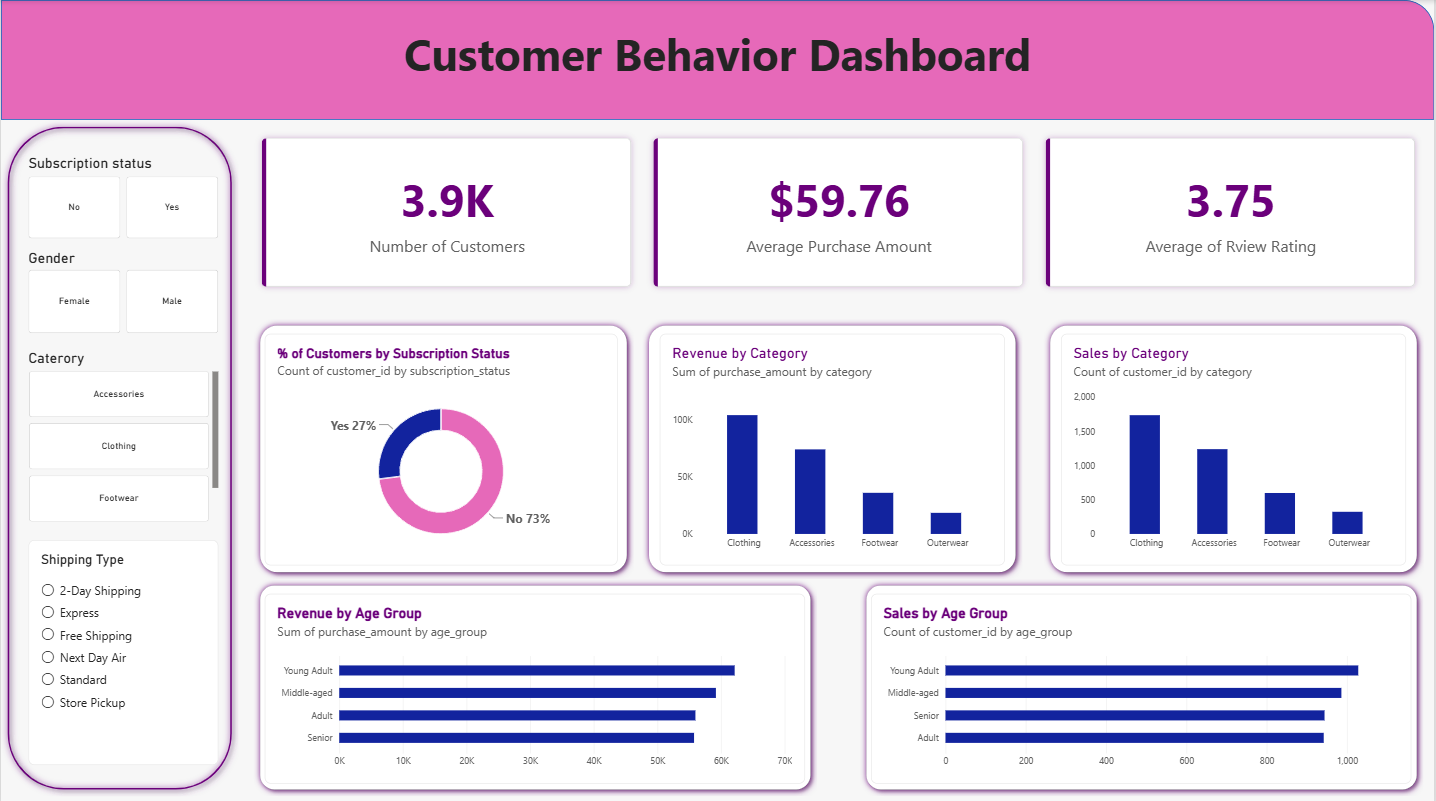 Customer Behavior Dashboard
Subscription status
No
Yes
Gender
Female
Male
Caterory
Accessories
Clothing
Footwear
Shipping Type
2-Day Shipping
Express
Free Shipping
Next Day Air
Standard
Store Pickup
3.9K
Number of Customers
$59.76
Average Purchase Amount
3.75
Average of Rview Rating
% of Customers by Subscription Status
Count of customer_id by subscription_status
Yes 27%
No 73%
Revenue by Category
Sum of purchase_amount by category
100K
50K
0K
Clothing
Accessories
Footwear
Outerwear
Sales by Category
Count of customer_id by category
2,000
1,500
1,000
500
0
Clothing
Accessories
Footwear
Outerwear
Revenue by Age Group
Sum of purchase_amount by age_group
Young Adult
Middle-aged
Adult
Senior
0K
10K
20K
30K
40K
50K
60K
70K
Sales by Age Group
Count of customer_id by age_group
Young Adult
Middle-aged
Senior
Adult
0
200
400
600
800
1,000